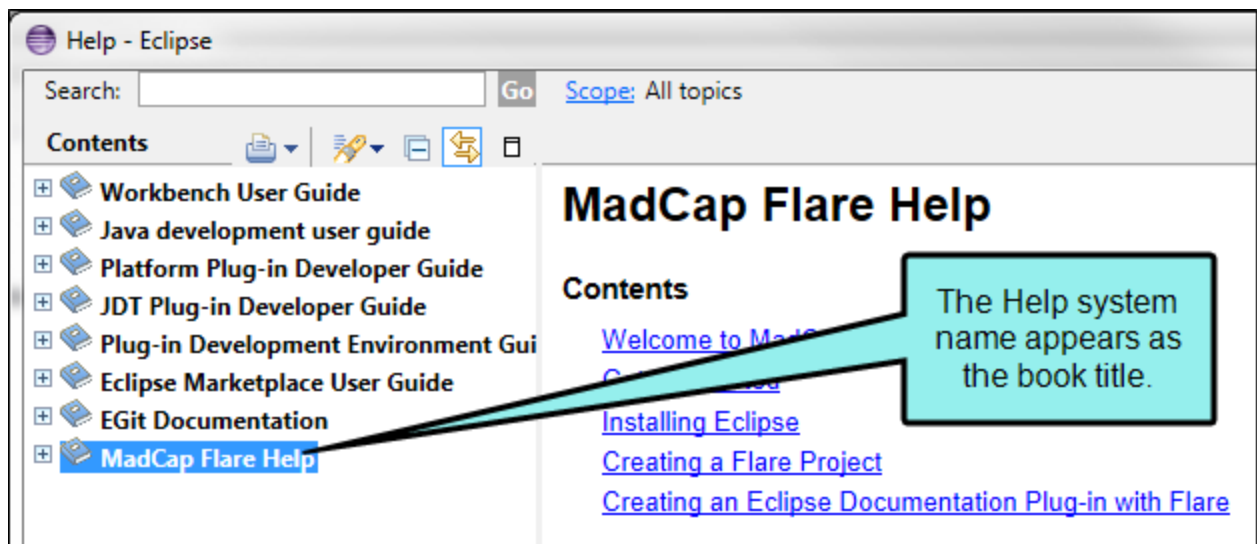 Help - Eclipse
Search:
Go
Scope: All topics
Contents
Workbench User Guide
Java development user guide
Platform Plug-in Developer Guide
JDT Plug-in Developer Guide
Plug-in Development Environment Gui
Eclipse Marketplace User Guide
EGit Documentation
MadCap Flare Help
MadCap Flare Help
Contents
Welcome to
Installing Eclipse
Creating a Flare Project
Creating an Eclipse Documentation Plug-in with Flare
The Help system
name appears as
the book title.